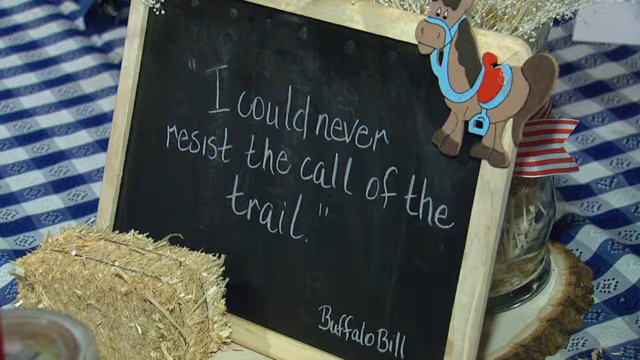 "I could never
resist the call of the
trail."
Buffalo Bill